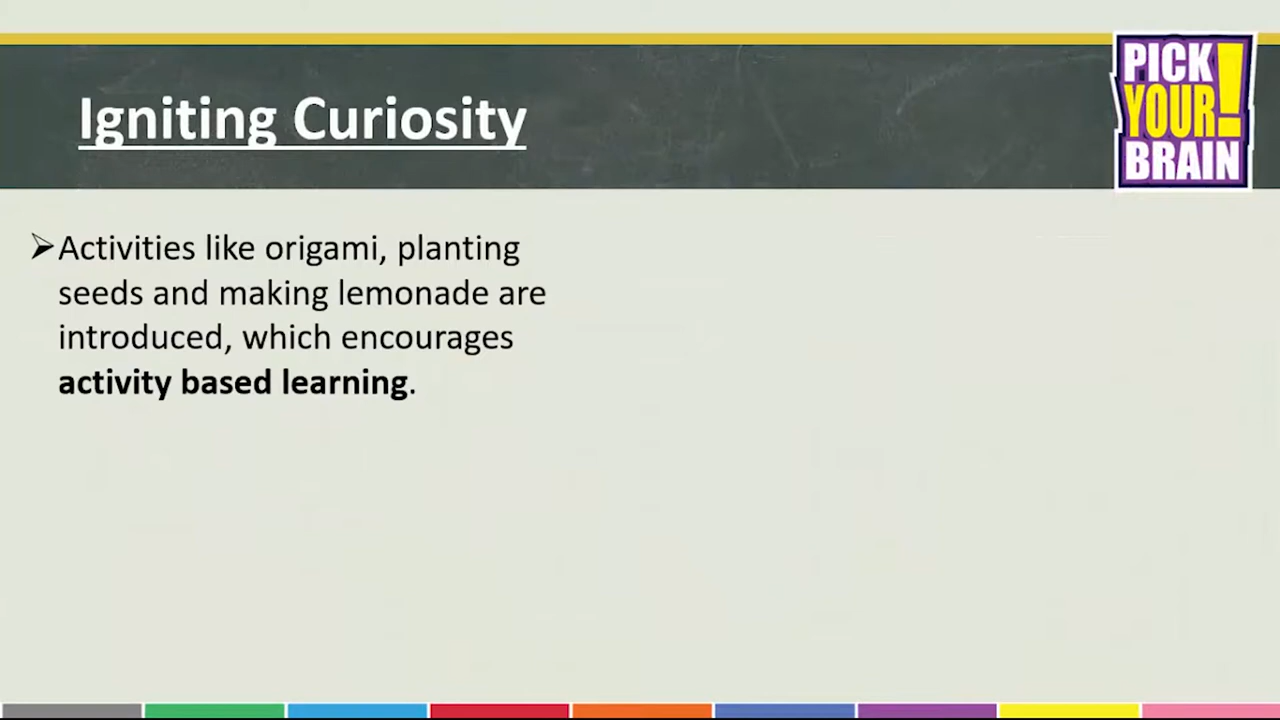 Igniting Curiosity
PICK
YOUR!
BRAIN
Activities like origami, planting
seeds and making lemonade are
introduced, which encourages
activity based learning.